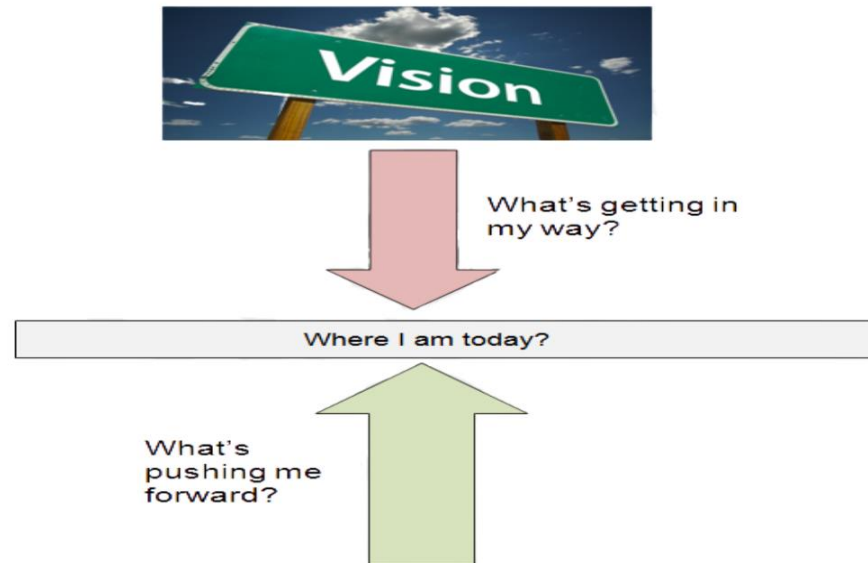 Vision
What's getting in
my way?
Where I am today?
What's
pushing me
forward?